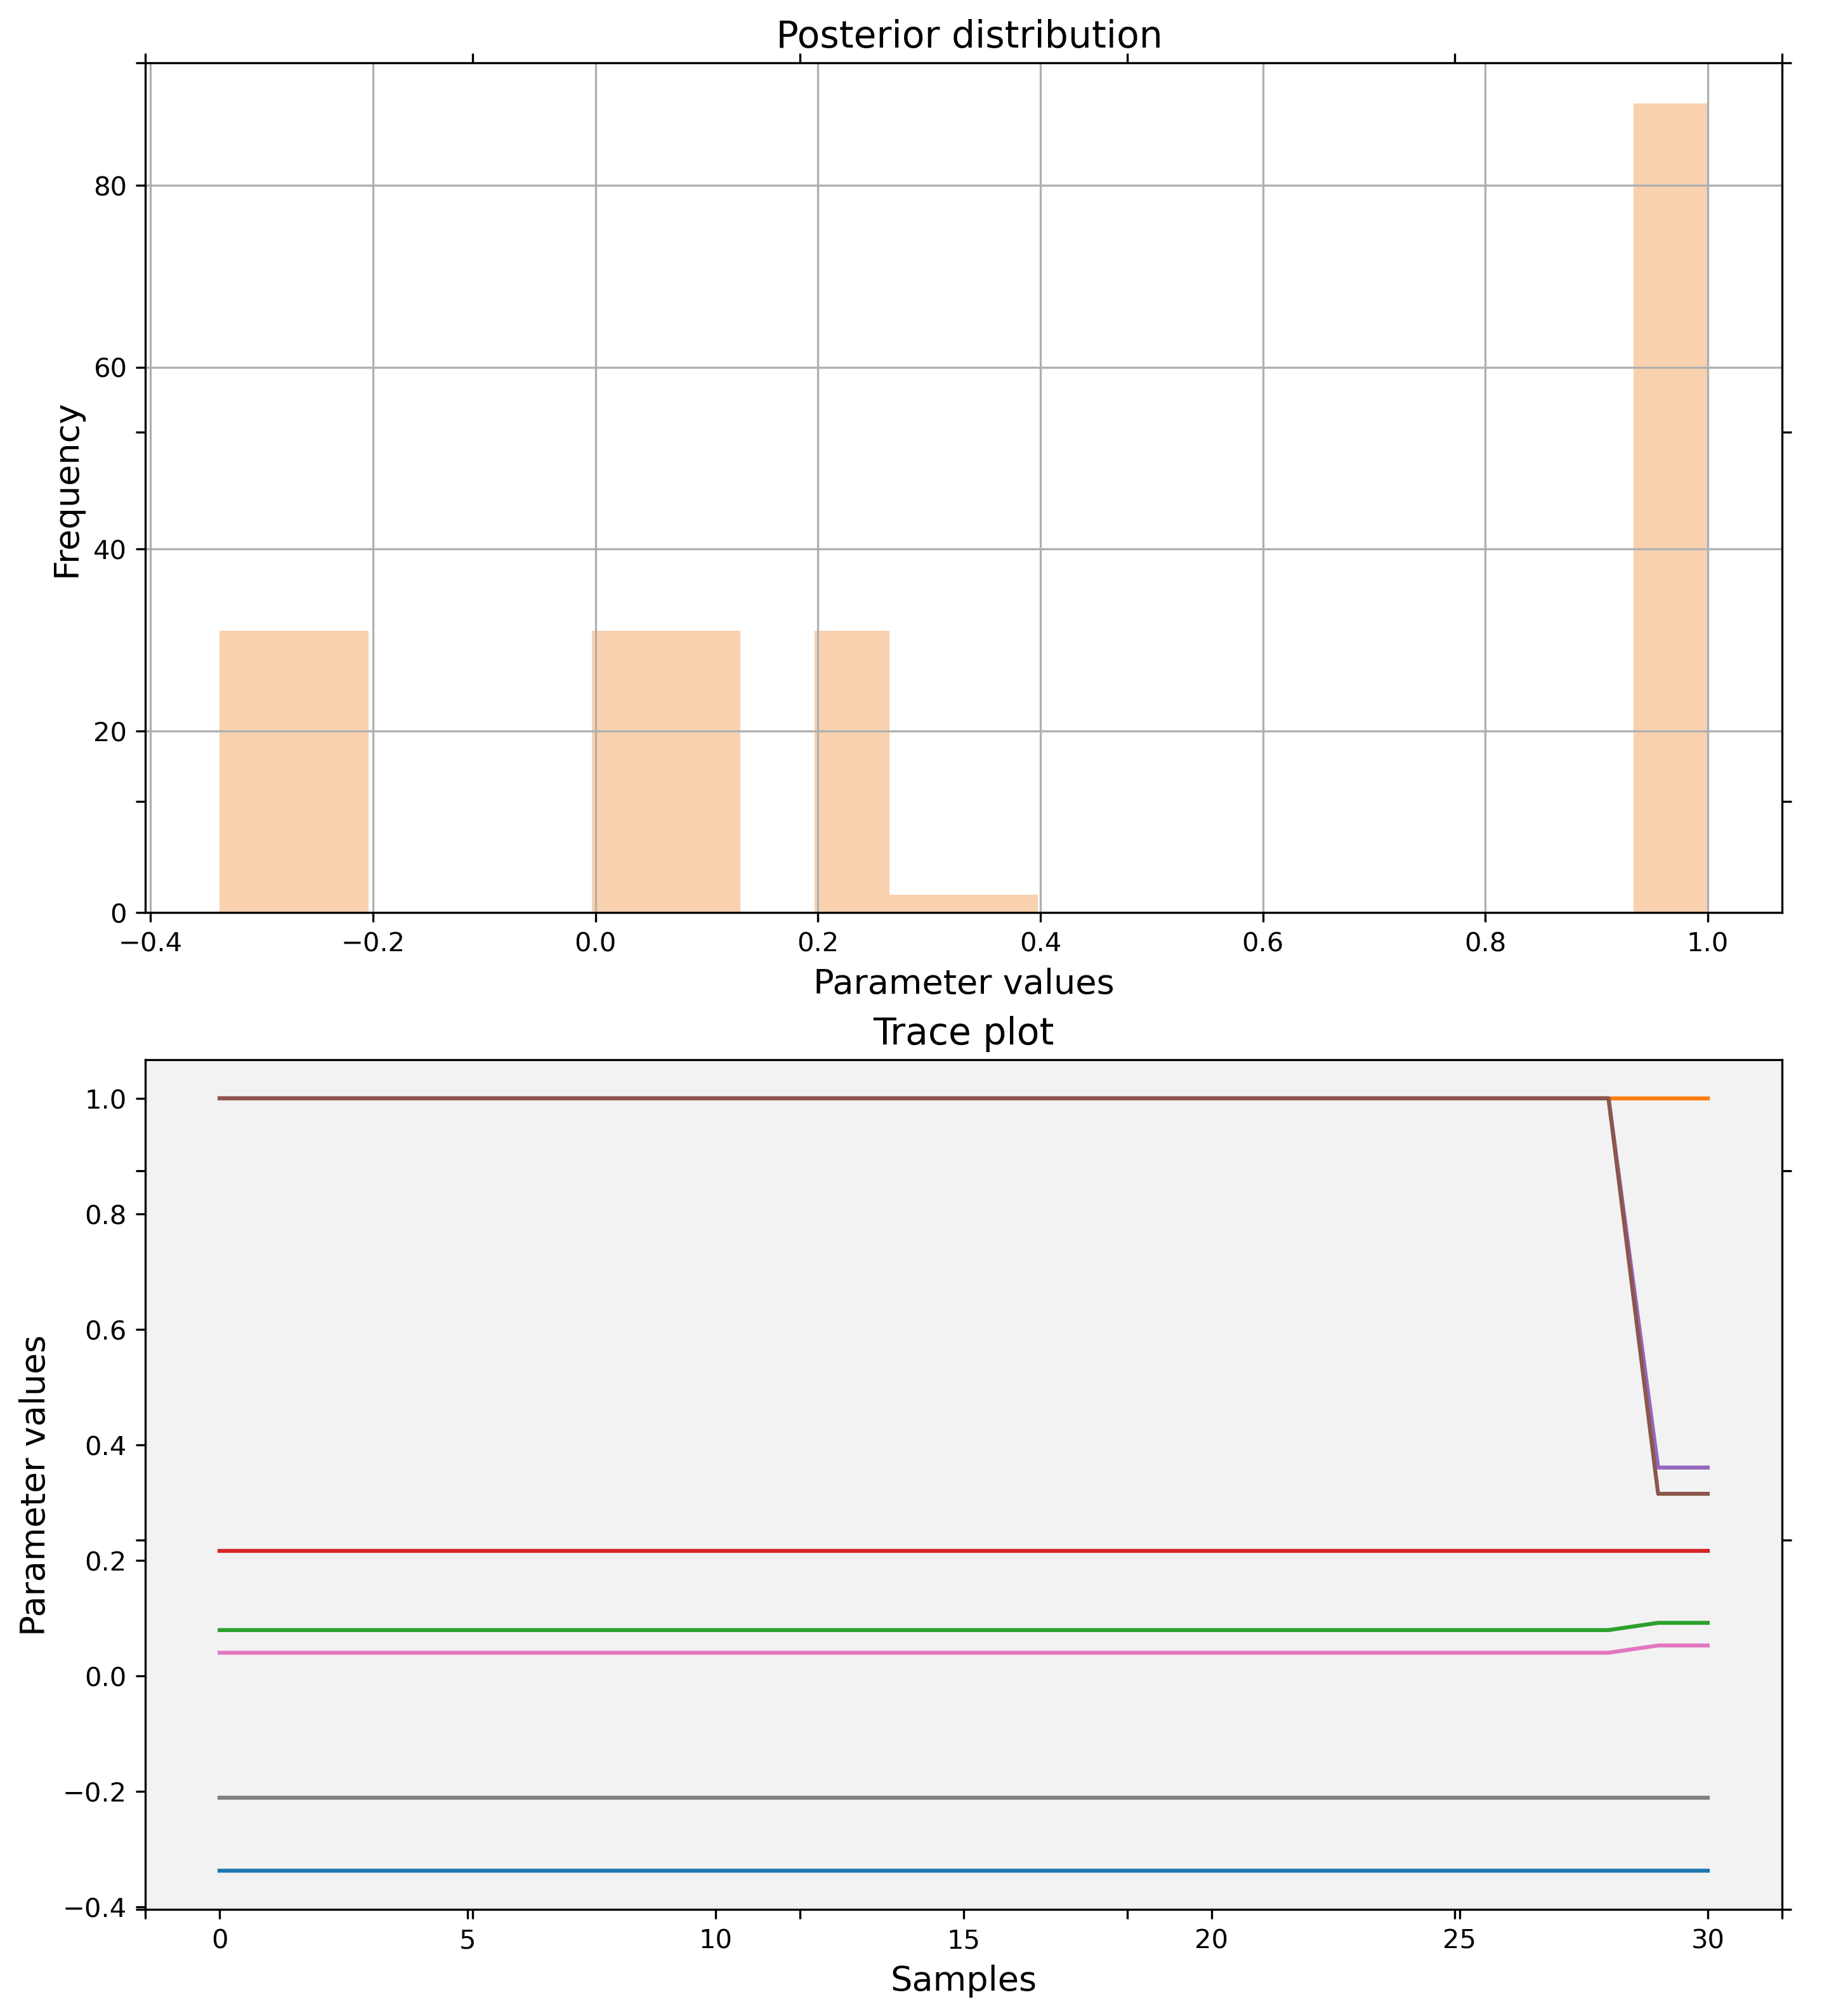 Posterior distribution
80
60
40
20
0
Frequency
−0.4 −0.2 0.0 0.2 0.4 0.6 0.8 1.0
Parameter values
Trace plot
1.0
0.8
0.6
0.4
0.2
0.0
−0.2
−0.4
Parameter values
0 5 10 15 20 25 30
Samples